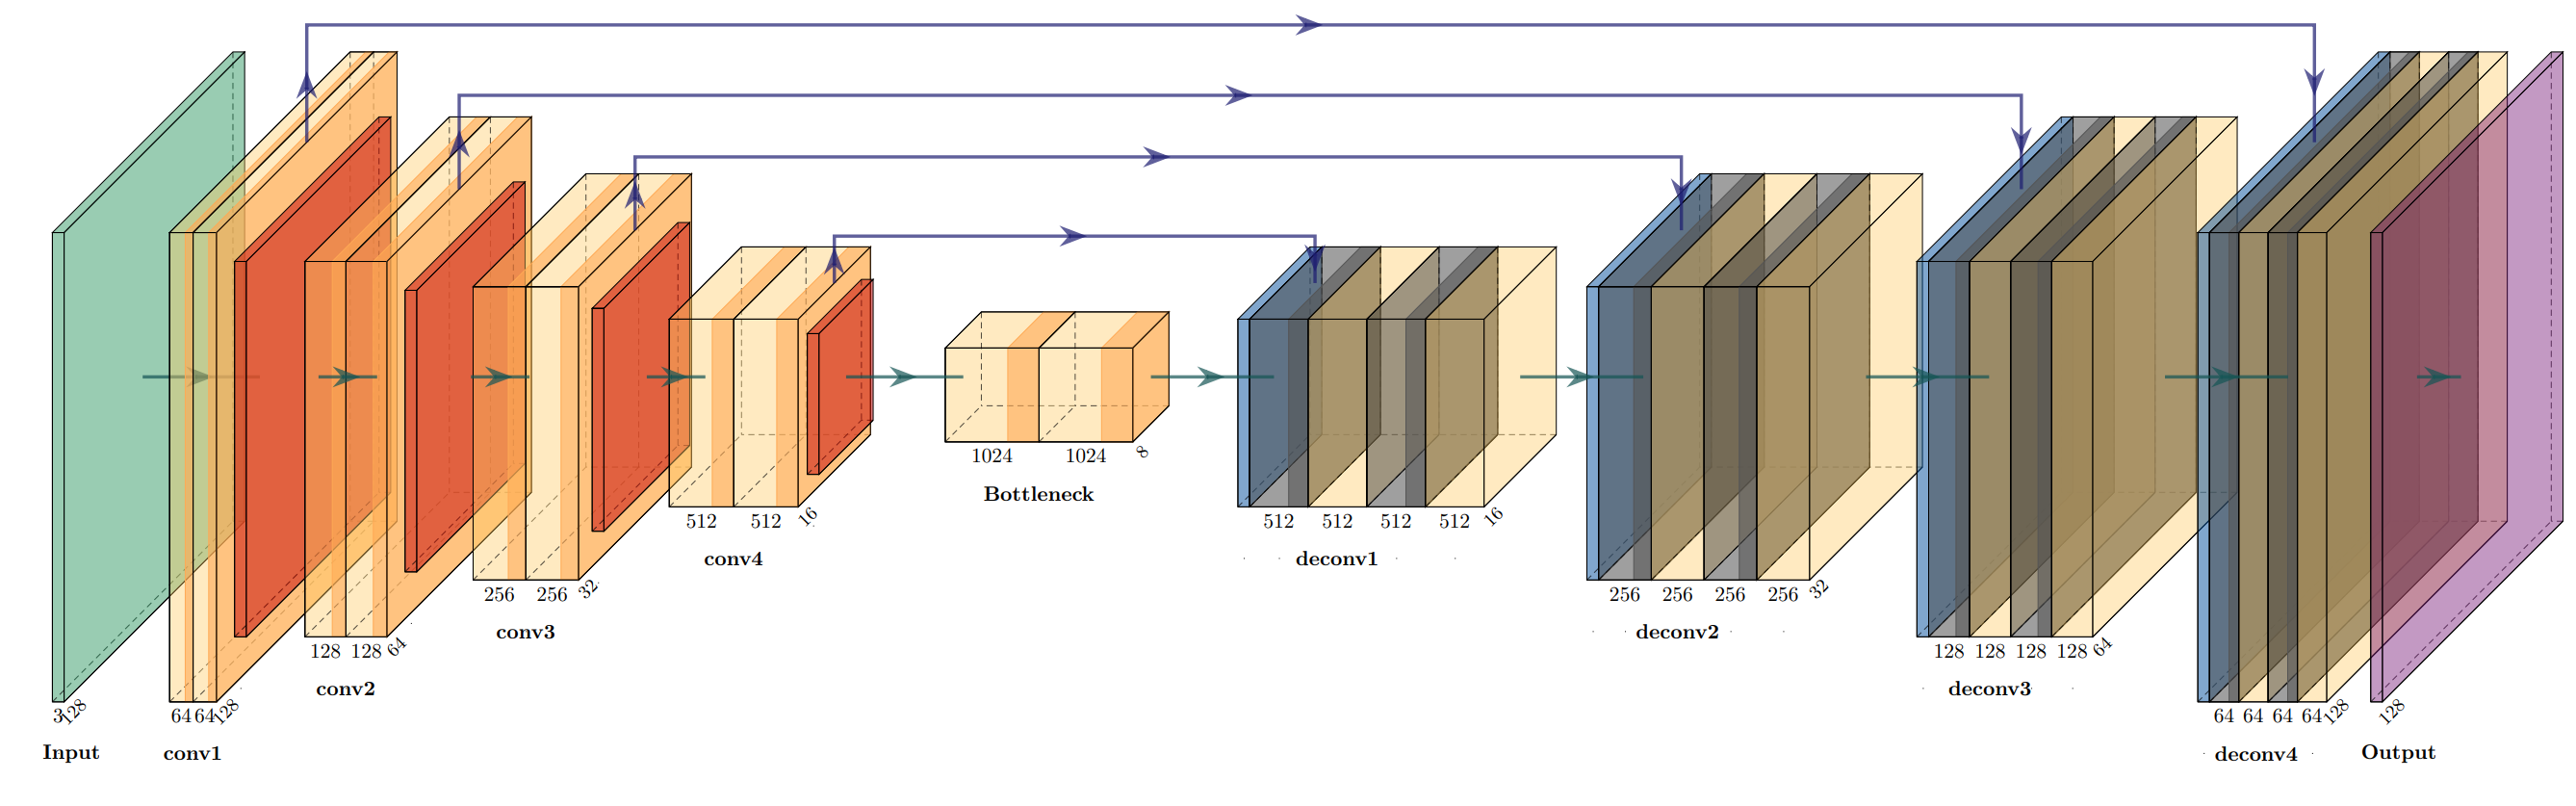 3 128
Input
64 64 128
conv1
128 128 64
conv2
256 256 32
conv3
512 512 16
conv4
1024 1024 8
Bottleneck
512 512 512 512 16
deconv1
256 256 256 256 32
deconv2
128 128 128 128 64
deconv3
64 64 64 64 128
deconv4
128
Output